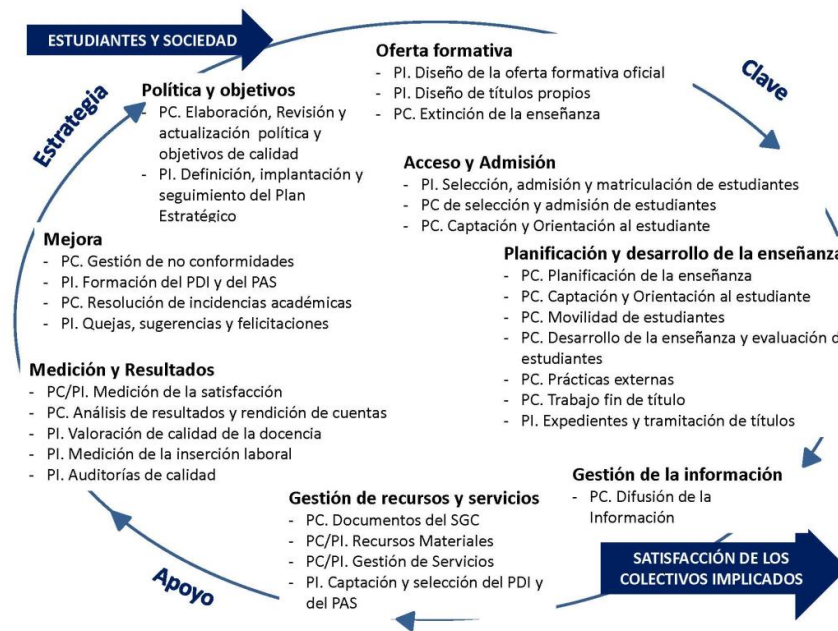 ESTUDIANTES Y SOCIEDAD
Oferta formativa
- PI. Diseño de la oferta formativa oficial
- PI. Diseño de títulos propios
- PC. Extinción de la enseñanza
Clave
Estrategia
Política y objetivos
- PC. Elaboración, Revisión y
actualización política y
objetivos de calidad
- PI. Definición, implantación y
seguimiento del Plan
Estratégico
Acceso y Admisión
- PI. Selección, admisión y matriculación de estudiantes
- PC de selección y admisión de estudiantes
- PC. Captación y Orientación al estudiante
Mejora
- PC. Gestión de no conformidades
- PI. Formación del PDI y del PAS
- PC. Resolución de incidencias académicas
- PI. Quejas, sugerencias y felicitaciones
Planificación y desarrollo de la enseñanza
- PC. Planificación de la enseñanza
- PC. Captación y Orientación al estudiante
- PC. Movilidad de estudiantes
- PC. Desarrollo de la enseñanza y evaluación d
estudiantes
- PC. Prácticas externas
- PC. Trabajo fin de título
- PI. Expedientes y tramitación de títulos
Medición y Resultados
- PC/PI. Medición de la satisfacción
- PC. Análisis de resultados y rendición de cuentas
- PI. Valoración de calidad de la docencia
- PI. Medición de la inserción laboral
- PI. Auditorías de calidad
Gestión de la información
- PC. Difusión de la
Información
Gestión de recursos y servicios
- PC. Documentos del SGC
- PC/PI. Recursos Materiales
- PC/PI. Gestión de Servicios
- PI. Captación y selección del PDI y
del PAS
Apoyo
SATISFACCIÓN DE LOS
COLECTIVOS IMPLICADOS